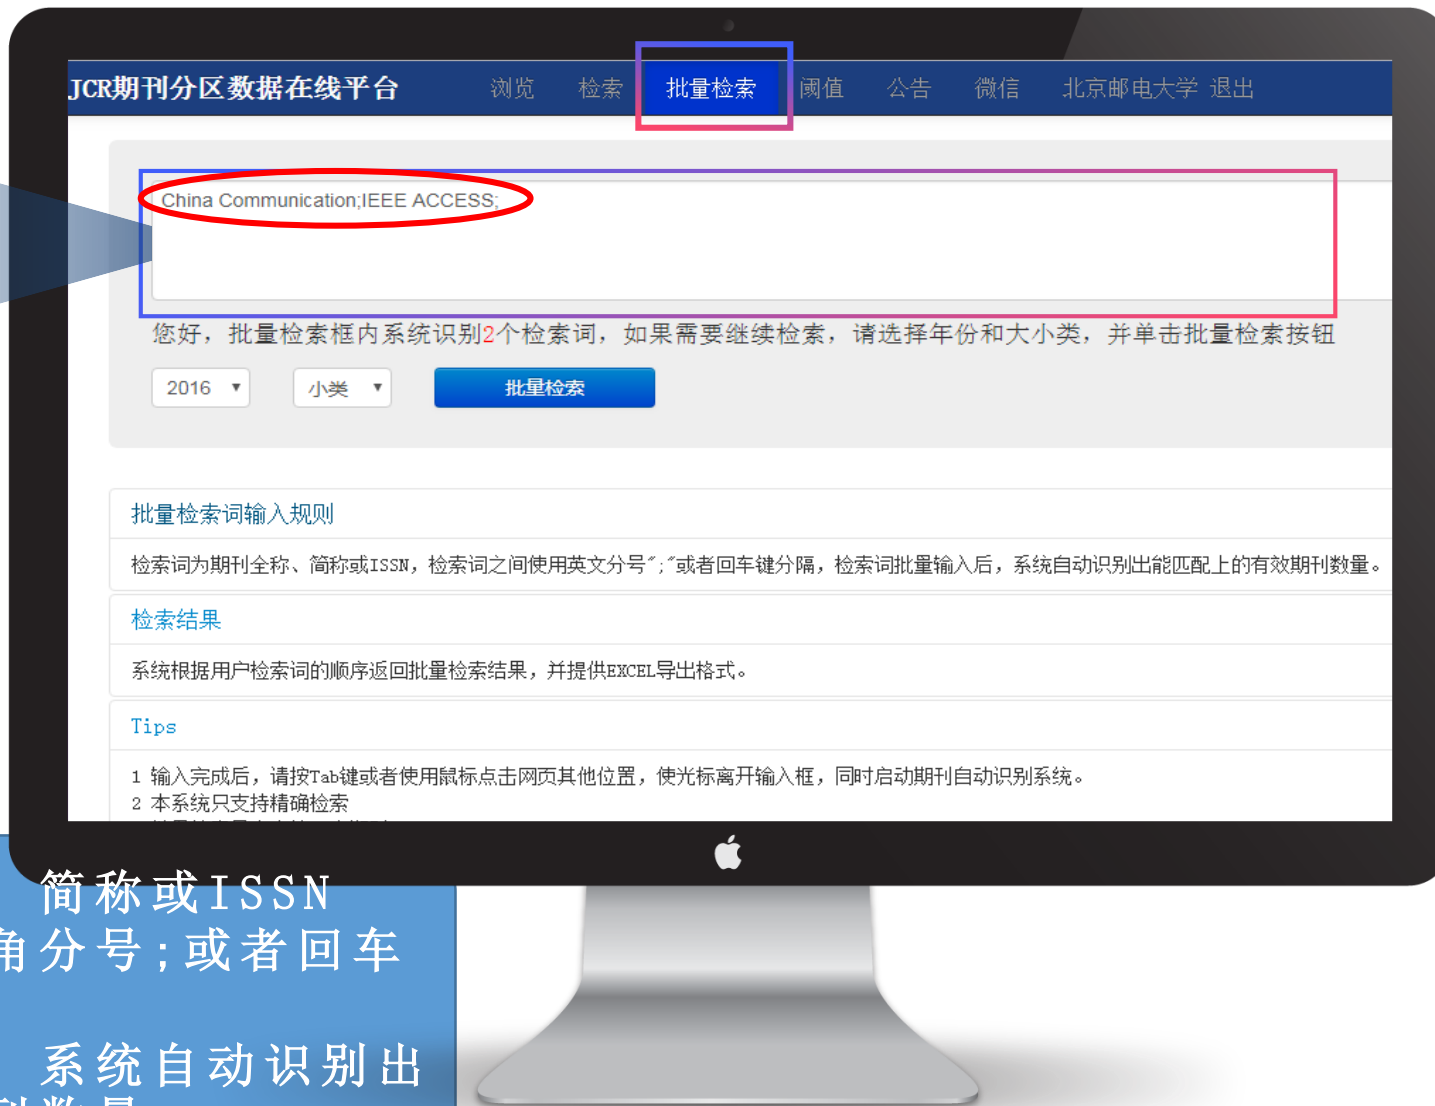 JCR期刊分区数据在线平台 浏览 检索 批量检索 阈值 公告 微信 北京邮电大学 退出
China Communication;IEEE ACCESS;
您好，批量检索框内系统识别2个检索词，如果需要继续检索，请选择年份和大小类，并单击批量检索按钮
2016 小类 批量检索
批量检索词输入规则
检索词为期刊全称、简称或ISSN，检索词之间使用英文分号";"或者回车键分隔，检索词批量输入后，系统自动识别出能匹配上的有效期刊数量。
检索结果
系统根据用户检索词的顺序返回批量检索结果，并提供EXCEL导出格式。
Tips
1 输入完成后，请按Tab键或者使用鼠标点击网页其他位置，使光标离开输入框，同时启动期刊自动识别系统。
2 本系统只支持精确检索
简称或ISSN
角分号;或者回车
系统自动识别出